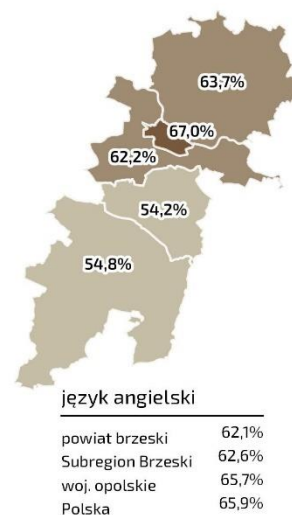 63,7%
67,0%
62,2%
54,2%
54,8%
język angielski
powiat brzeski 62,1%
Subregion Brzeski 62,6%
woj. opolskie 65,7%
Polska 65,9%